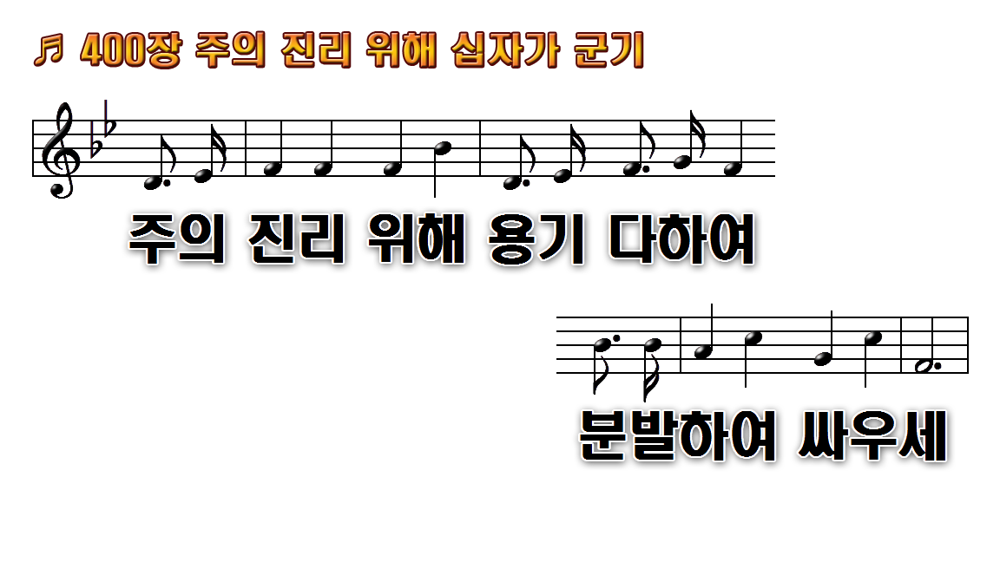 ♬ 400장 주의 진리 위해 십자가 군기
주의 진리 위해 용기 다하여
분발하여 싸우세